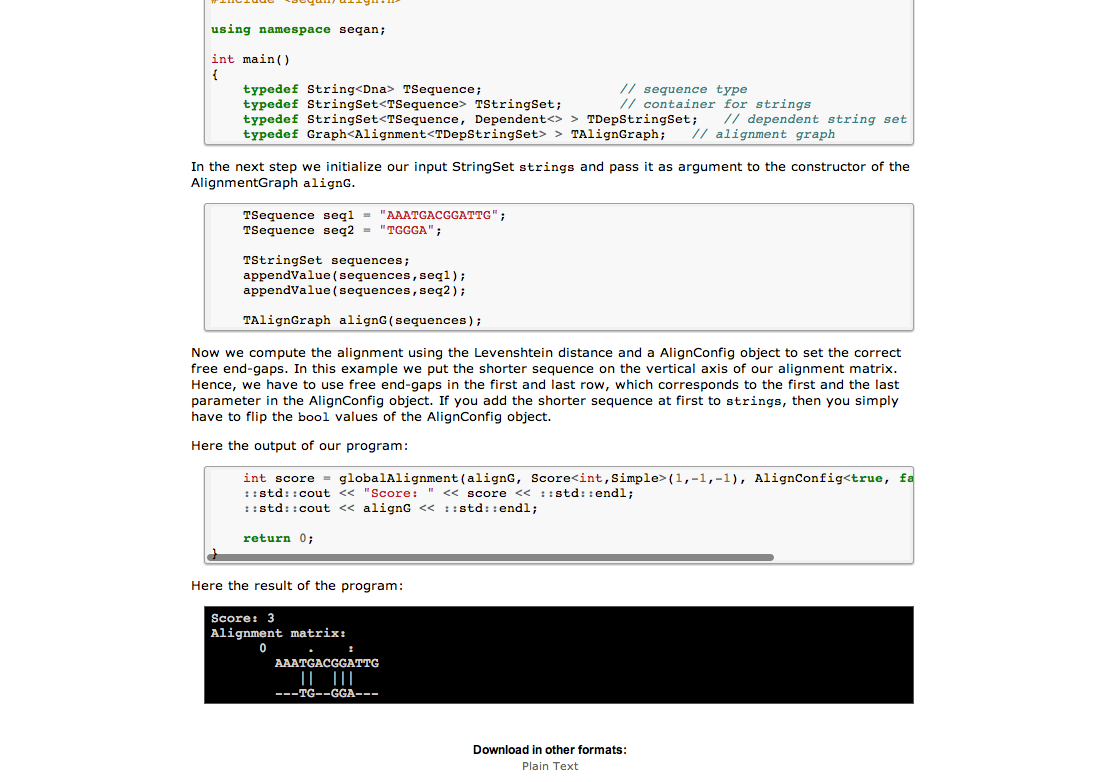 #include <seqan/align.h>
using namespace seqan;
int main()
{
typedef String<Dna> TSequence; // sequence type
typedef StringSet<TSequence> TStringSet; // container for strings
typedef StringSet<TSequence, Dependent<> > TDepStringSet; // dependent string set
typedef Graph<Alignment<TDepStringSet> > TAlignGraph; // alignment graph
In the next step we initialize our input StringSet strings and pass it as argument to the constructor of the
AlignmentGraph alignG.
TSequence seq1 = "AAATGACGGATTG";
TSequence seq2 = "TGGGA";
TStringSet sequences;
appendValue(sequences,seq1);
appendValue(sequences,seq2);
TAlignGraph alignG(sequences);
Now we compute the alignment using the Levenshtein distance and a AlignConfig object to set the correct
free end-gaps. In this example we put the shorter sequence on the vertical axis of our alignment matrix.
Hence, we have to use free end-gaps in the first and last row, which corresponds to the first and the last
parameter in the AlignConfig object. If you add the shorter sequence at first to strings, then you simply
have to flip the bool values of the AlignConfig object.
Here the output of our program:
int score = globalAlignment(alignG, Score<int,Simple>(1,-1,-1), AlignConfig<true, fa
::std::cout << "Score: " << score << ::std::endl;
::std::cout << alignG << ::std::endl;
return 0;
}
Here the result of the program:
Score: 3
Alignment matrix:
0 . :
AAATGACGGATTG
|| |||
---TG--GGA---
Download in other formats:
Plain Text